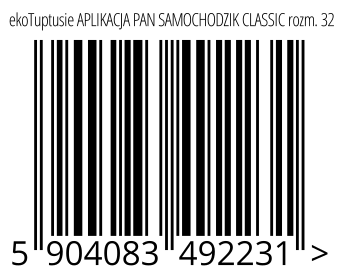 ekoTuptusie APLIKACJA PAN SAMOCHODZIK CLASSIC rozm. 32
5 904083 492231 >